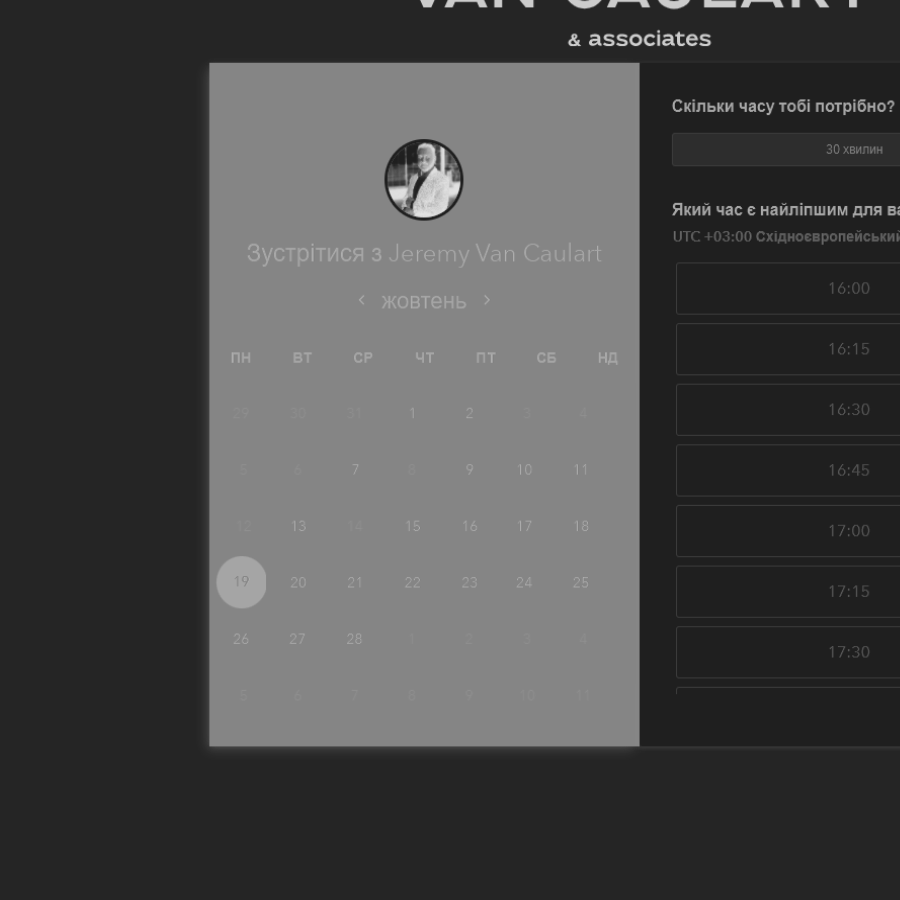 VAN CAULART
& associates
Зустрітися з Jeremy Van Caulart
жовтень
ПН ВТ СР ЧТ ПТ СБ НД
29 30 31 1 2 3 4
5 6 7 8 9 10 11
12 13 14 15 16 17 18
19 20 21 22 23 24 25
26 27 28 1 2 3 4
5 6 7 8 9 10 11
Скільки часу тобі потрібно?
30 хвилин
Який час є найліпшим для ва
UTC +03:00 Східноєвропейський
16:00
16:15
16:30
16:45
17:00
17:15
17:30